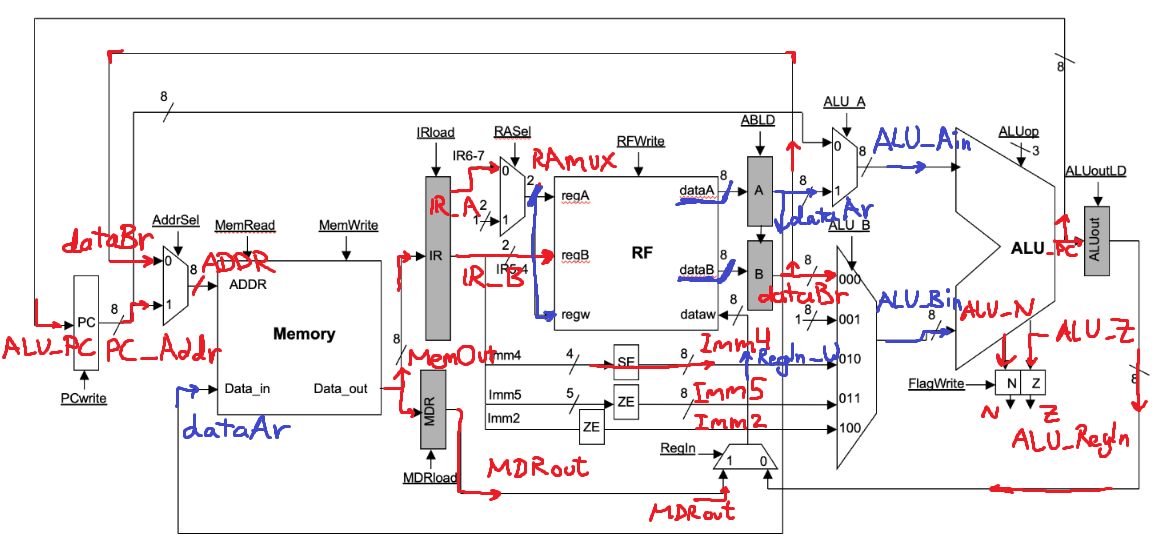 8
8
ALU_A
ABLD
IRload
RASel
RFWrite
ALUop
3
IR6-7
RAmux
0
8
ALU_Ain
ALUoutLD
0
2
IR_A
2
1
regA
dataA
8
A
8
1
dataAr
AddrSel
MemRead
MemWrite
ALU_B
dataBr
0
8
ADDR
ADDR
IR
2
IR5-4
IR_B
regB
RF
dataB
8
B
8
dataBr
000
ALU_PC
ALUout
1
PC
8
ALU_PC
PC_Addr
Memory
regw
dataw
8
1
8
001
ALU_Bin
8
ALU_N
ALU_Z
8
MemOut
Imm4
4
SE
8
Imm4
RegIn_W
010
PCwrite
Data_in
Data_out
dataAr
MDR
Imm5
5
ZE
8
Imm5
011
FlagWrite
N
Z
8
Imm2
ZE
Imm2
100
N
Z
ALU_RegIn
RegIn
1
0
MDRload
MDRout
MDRout